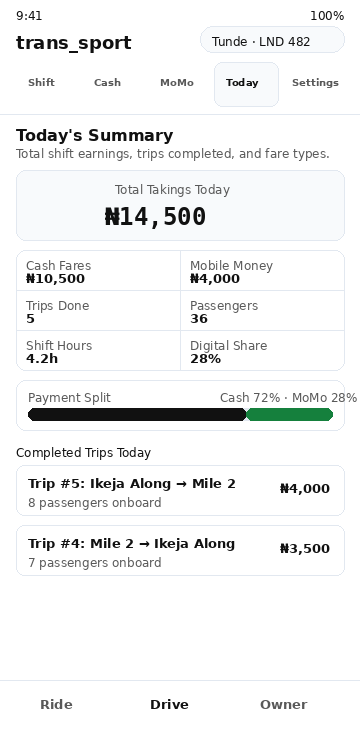 9:41 100%
trans_sport Tunde · LND 482
Shift Cash MoMo Today Settings
Today's Summary
Total shift earnings, trips completed, and fare types.
Total Takings Today
₦14,500
Cash Fares Mobile Money
₦10,500 ₦4,000
Trips Done Passengers
5 36
Shift Hours Digital Share
4.2h 28%
Payment Split Cash 72% · MoMo 28%
Completed Trips Today
Trip #5: Ikeja Along → Mile 2 ₦4,000
8 passengers onboard
Trip #4: Mile 2 → Ikeja Along ₦3,500
7 passengers onboard
Ride Drive Owner